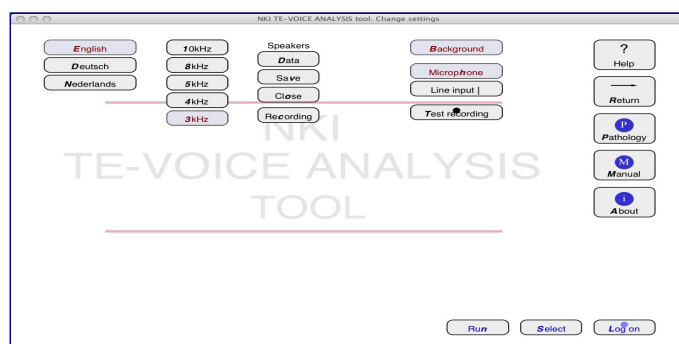 NKI TE-VOICE ANALYSIS tool: Change settings
English
Deutsch
Nederlands
10kHz
8kHz
5kHz
4kHz
3kHz
Speakers
Data
Save
Close
Recording
Background
Microphone
Line input |
Test recording
?
Help
Return
P
Pathology
M
Manual
i
About
NKI
TE-VOICE ANALYSIS
TOOL
Run
Select
Log on